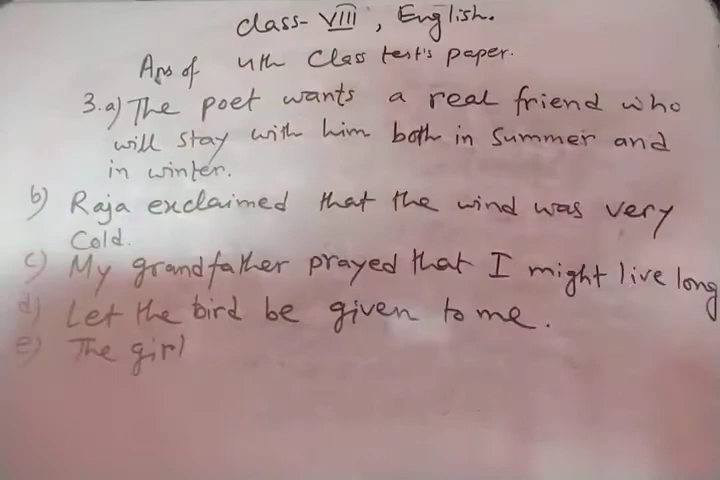 class- VIII, English.
Ans of 4th Class test's paper.
3.a) The poet wants a real friend who
will stay with him both in Summer and
in winter.
b) Raja exclaimed that the wind was very
Cold.
c) My grandfather prayed that I might live long
d) Let the bird be given to me.
e) The girl